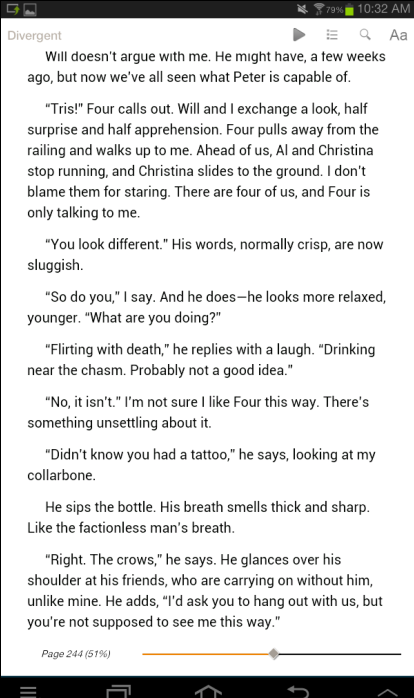 79% 10:32 AM
Divergent
Aa
Will doesn't argue with me. He might have, a few weeks
ago, but now we've all seen what Peter is capable of.
“Tris!” Four calls out. Will and I exchange a look, half
surprise and half apprehension. Four pulls away from the
railing and walks up to me. Ahead of us, Al and Christina
stop running, and Christina slides to the ground. I don't
blame them for staring. There are four of us, and Four is
only talking to me.
“You look different.” His words, normally crisp, are now
sluggish.
“So do you,” I say. And he does—he looks more relaxed,
younger. “What are you doing?”
“Flirting with death,” he replies with a laugh. “Drinking
near the chasm. Probably not a good idea.”
“No, it isn't.” I'm not sure I like Four this way. There's
something unsettling about it.
“Didn't know you had a tattoo,” he says, looking at my
collarbone.
He sips the bottle. His breath smells thick and sharp.
Like the factionless man's breath.
“Right. The crows,” he says. He glances over his
shoulder at his friends, who are carrying on without him,
unlike mine. He adds, “I'd ask you to hang out with us, but
you're not supposed to see me this way.”
Page 244 (51%)